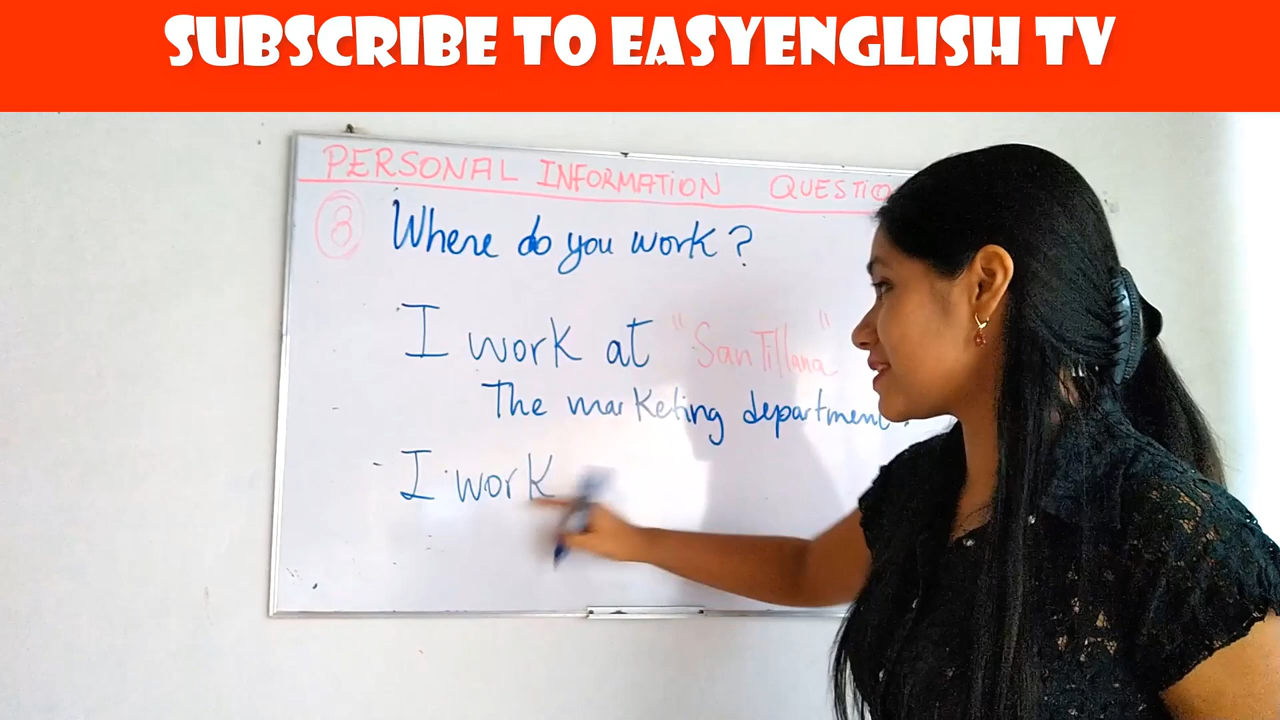 SUBSCRIBE TO EASYENGLISH TV
PERSONAL INFORMATION QUESTIO
8 Where do you work?
I work at "SanTillana"
The marketing department.
I work